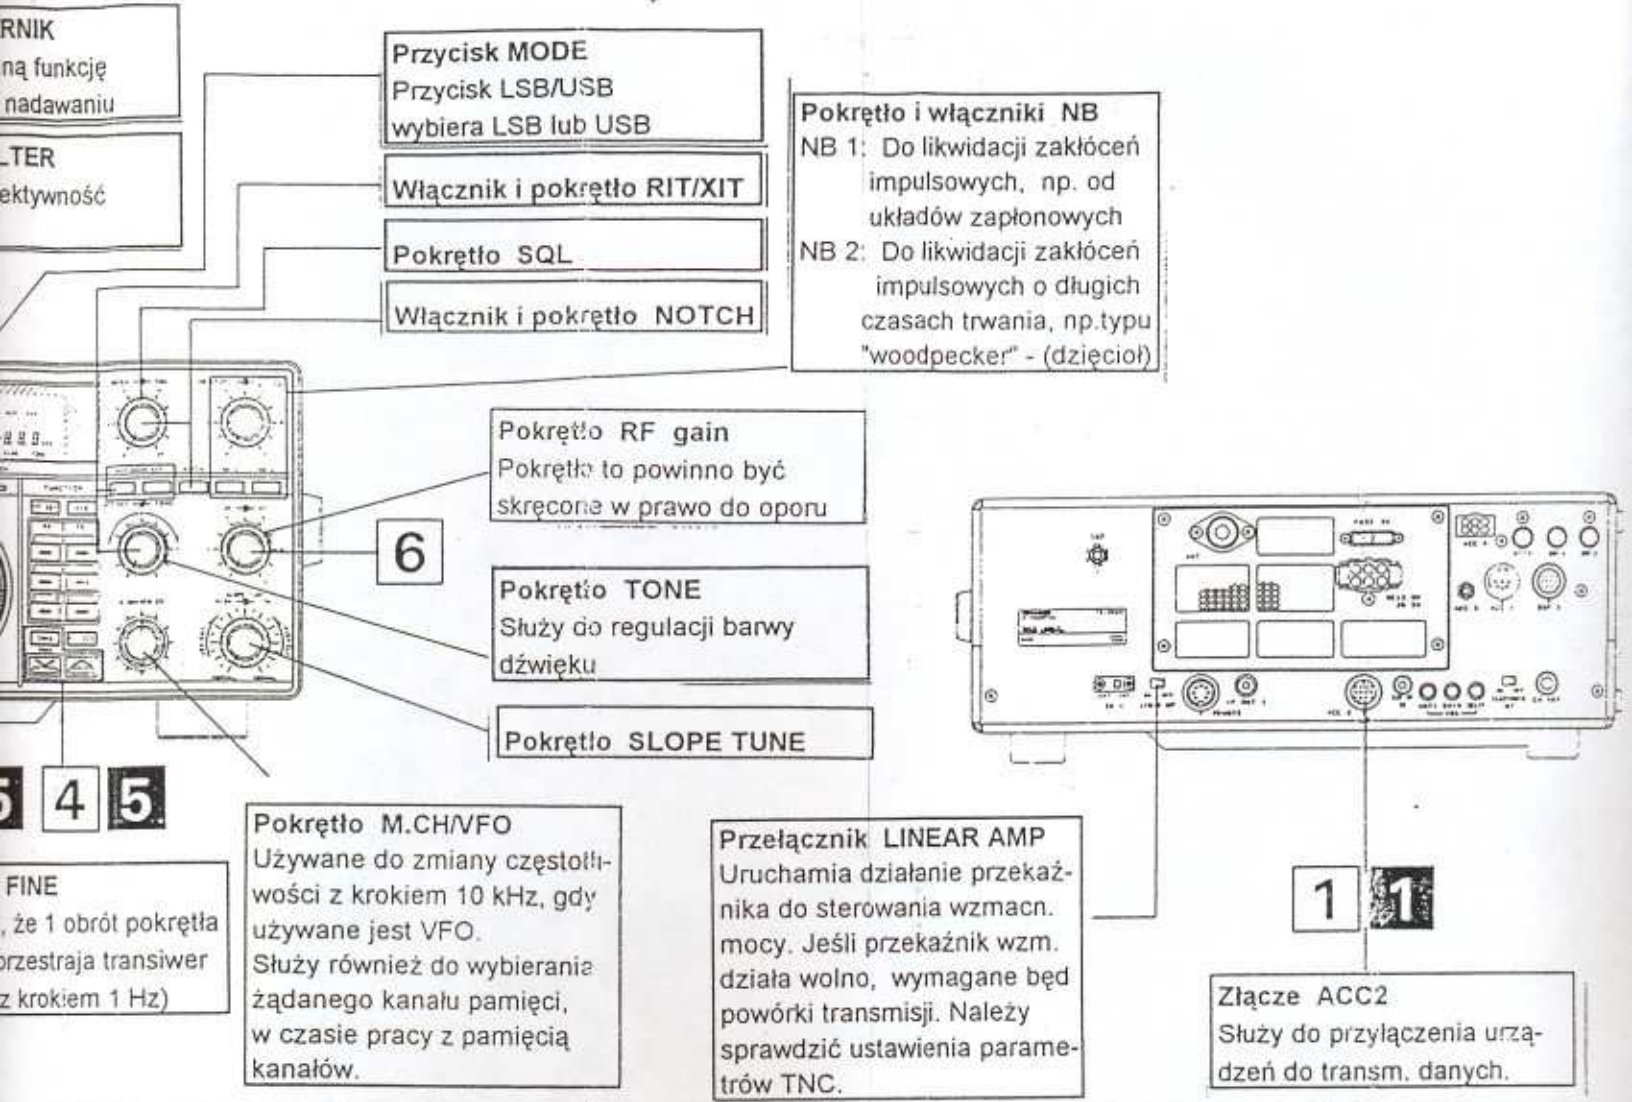 RNIK
ną funkcję
nadawaniu
LTER
ektywność
Przycisk MODE
Przycisk LSB/USB
wybiera LSB lub USB
Włącznik i pokrętło RIT/XIT
Pokrętło SQL
Włącznik i pokrętło NOTCH
Pokrętło i włączniki NB
NB 1: Do likwidacji zakłóceń
impulsowych, np. od
układów zapłonowych
NB 2: Do likwidacji zakłóceń
impulsowych o długich
czasach trwania, np.typu
"woodpecker" - (dzięcioł)
FUNCTION
Pokrętło RF gain
Pokrętło to powinno być
skręcone w prawo do oporu
6
Pokrętło TONE
Służy do regulacji barwy
dźwięku
Pokrętło SLOPE TUNE
5 4 5
FINE
, że 1 obrót pokrętła
przestraja transiwer
z krokiem 1 Hz)
Pokrętło M.CH/VFO
Używane do zmiany częstotli-
wości z krokiem 10 kHz, gdy
używane jest VFO.
Służy również do wybierania
żądanego kanału pamięci,
w czasie pracy z pamięcią
kanałów.
Przełącznik LINEAR AMP
Uruchamia działanie przekaź-
nika do sterowania wzmacn.
mocy. Jeśli przekaźnik wzm.
działa wolno, wymagane będ
powórki transmisji. Należy
sprawdzić ustawienia parame-
trów TNC.
1 1
Złącze ACC2
Służy do przyłączenia urzą-
dzeń do transm. danych.